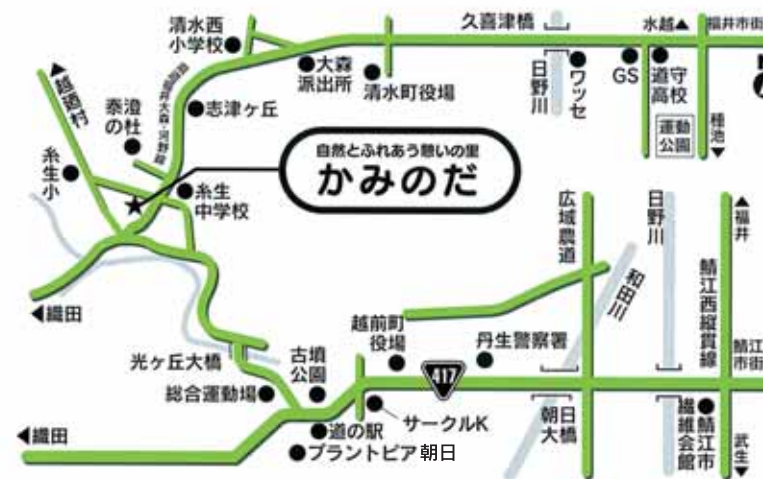 清水西
小学校
久喜津橋
水越▲
福井市街
大森
派出所
清水町役場
日野川
ワッセ
GS
道守
高校
運動
公園
種池▼
▲越廼村
泰澄
の杜
志津ヶ丘
糸生小
糸生
中学校
自然とふれあう憩いの里
かみのだ
◀織田
広域農道
日野川
▲福井
和田川
鯖江西縦貫線
鯖江
市街
越前町
役場
丹生警察署
光ヶ丘大橋
古墳
公園
417
総合運動場
サークルK
朝日
大橋
鯖江市
繊維会館
武生▼
◀織田
道の駅
プラントピア朝日